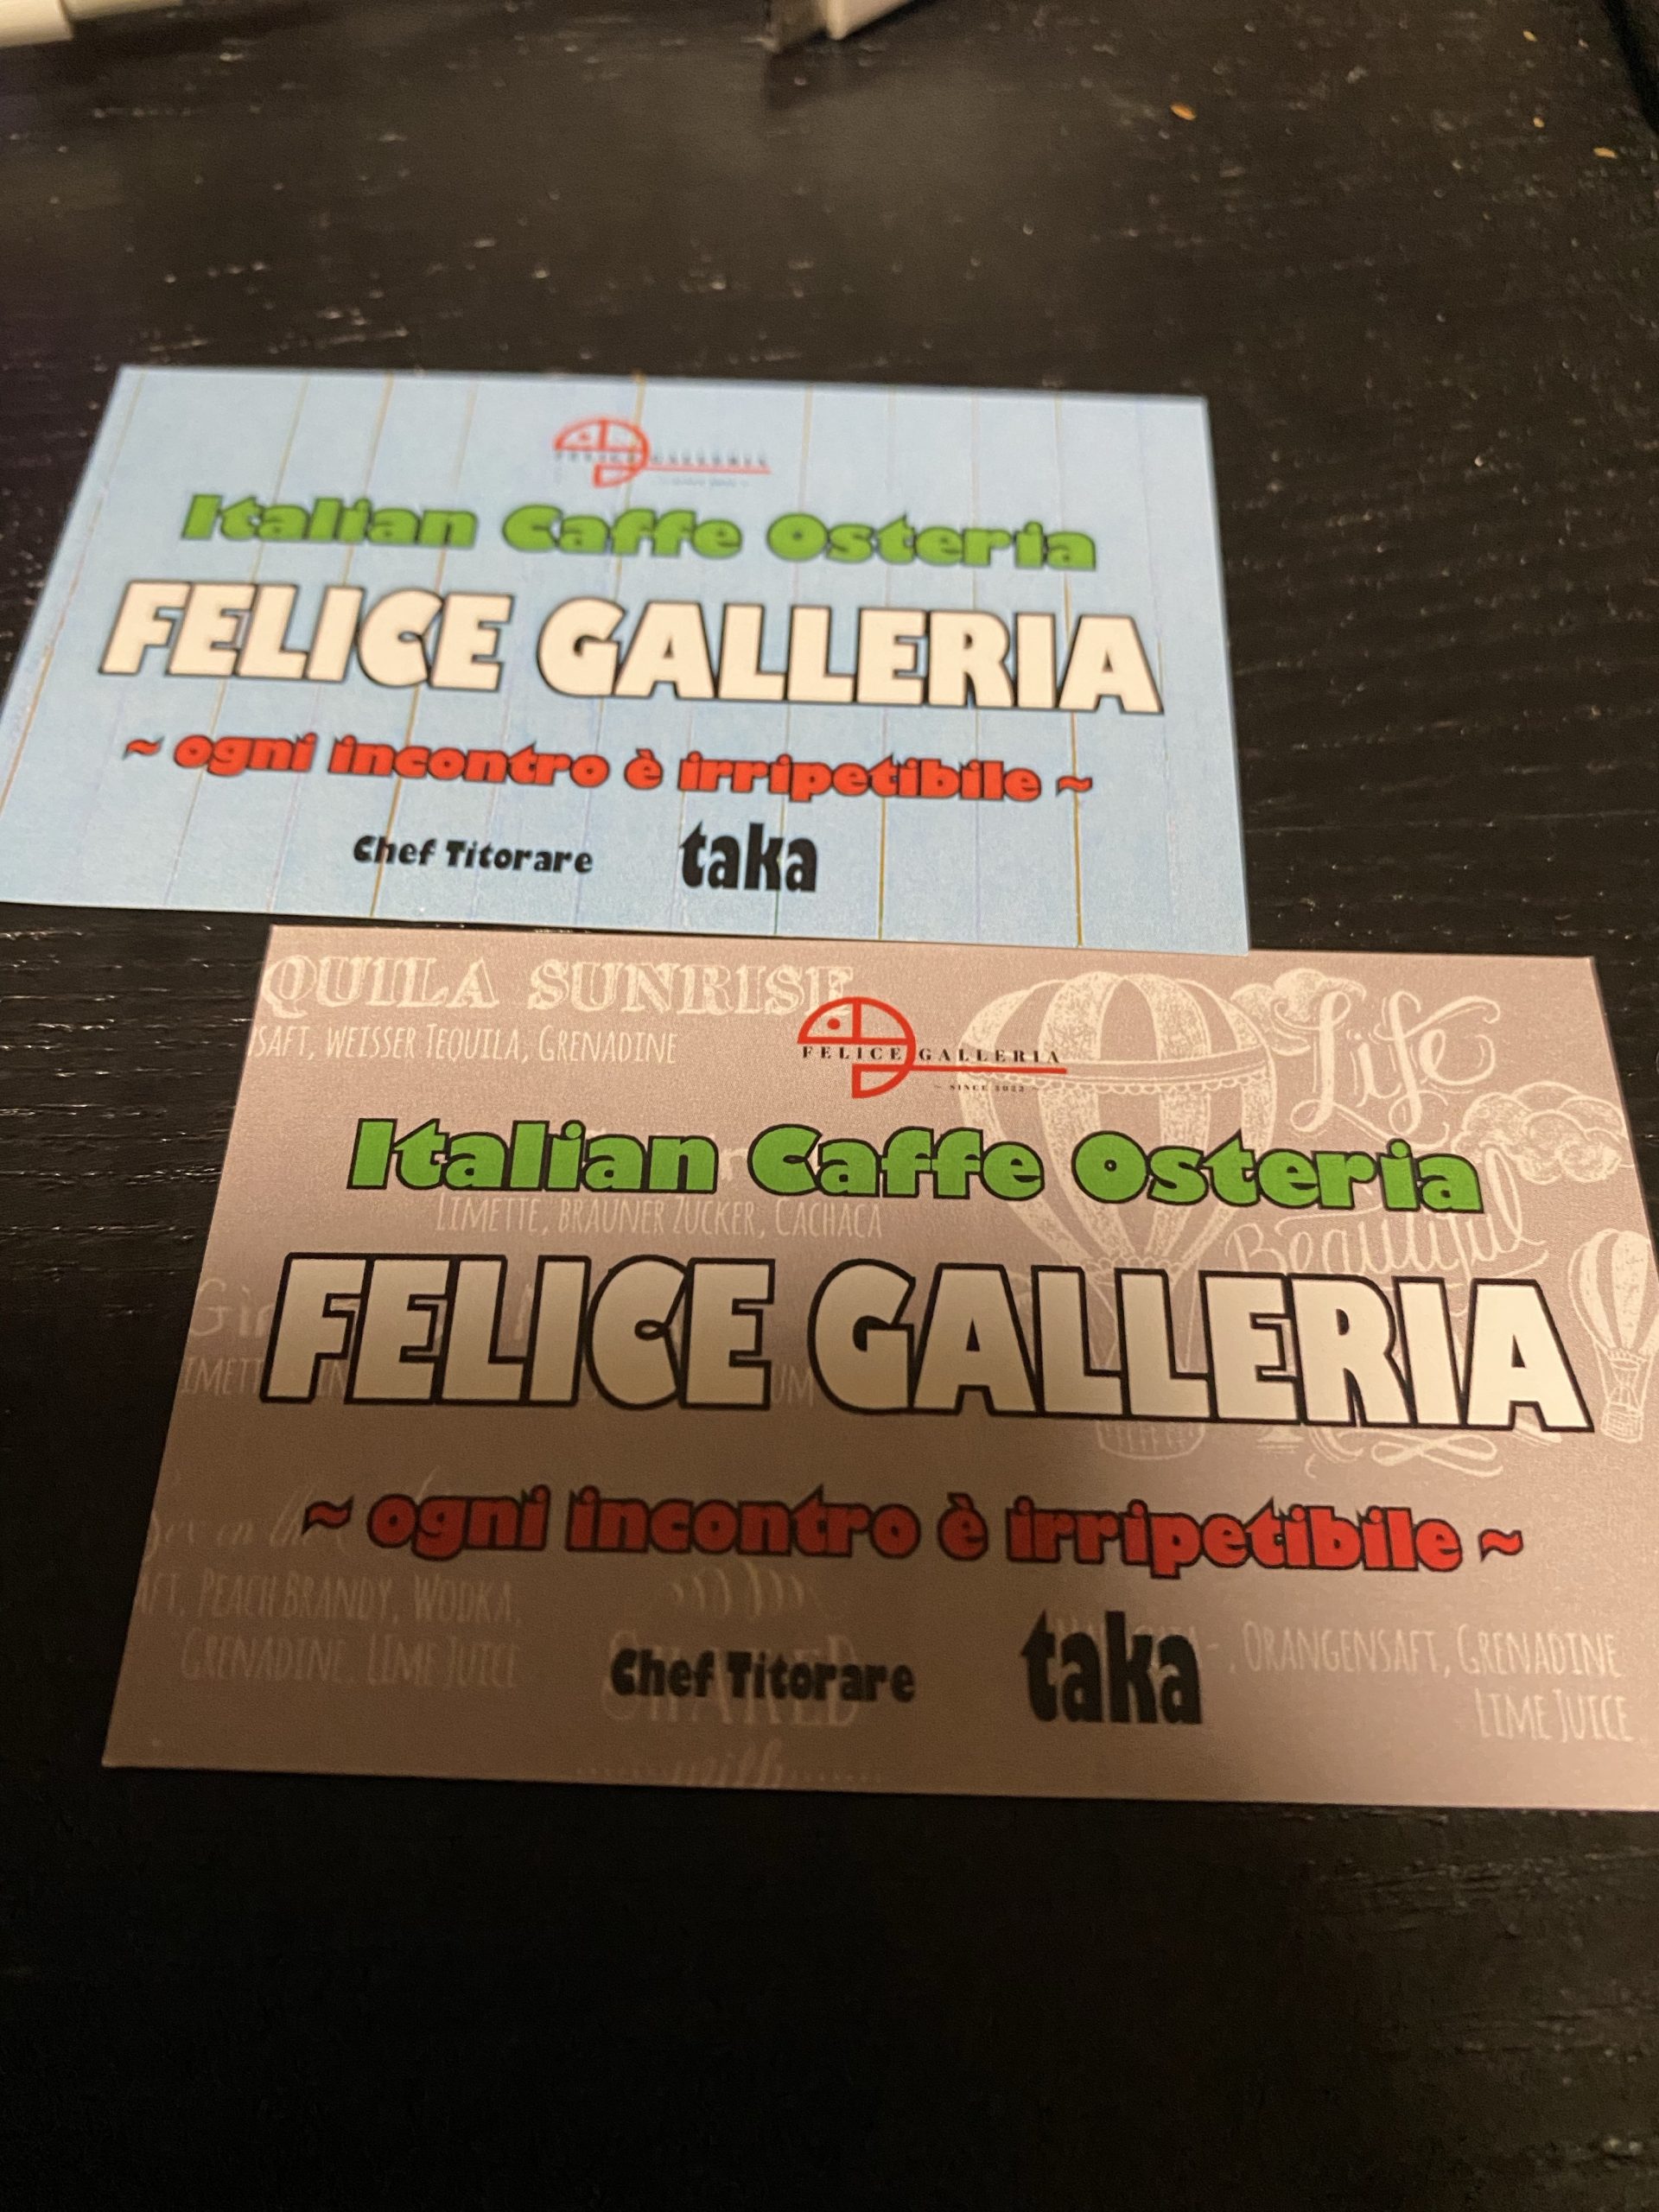 FELICE GALLERIA
Italian Caffe Osteria
FELICE GALLERIA
~ ogni incontro è irripetibile ~
Chef Titorare taka
QUILA SUNRISE
SAFT, WEISSER TEQUILA, GRENADINE
Life
FELICE GALLERIA
~ SINCE 2022 ~
Italian Caffe Osteria
LIMETTE, BRAUNER ZUCKER, CACHACA
Beautiful
FELICE GALLERIA
~ ogni incontro è irripetibile ~
AFT, PEACH BRANDY, WODKA,
GRENADINE, LIME JUICE
Chef Titorare taka
, ORANGENSAFT, GRENADINE
LIME JUICE
with